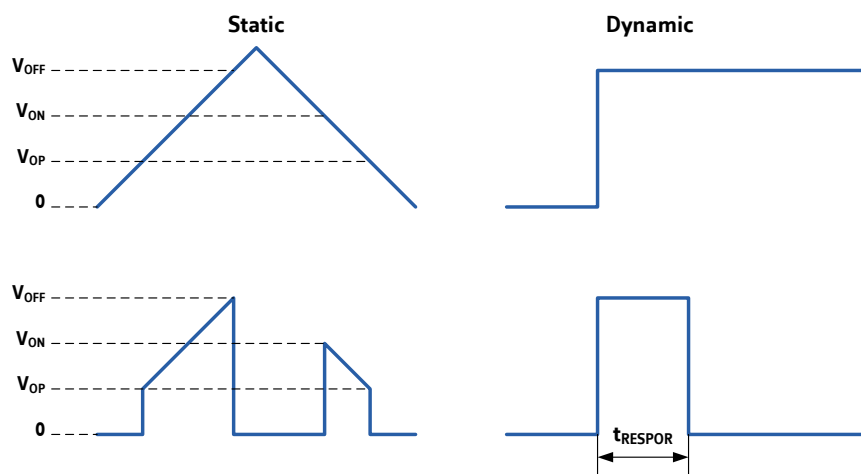 Static
Dynamic
VOFF
VON
VOP
0
VOFF
VON
VOP
0
tRESPOR